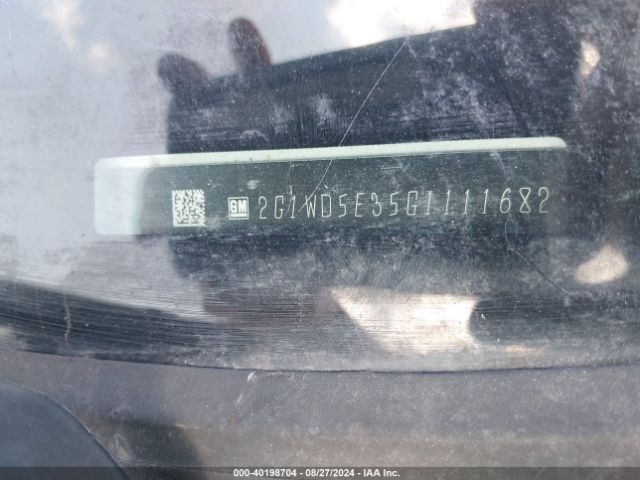 GM 2G1WD5E35G1111682
000-40198704 / 08/27/2024 - IAA Inc.